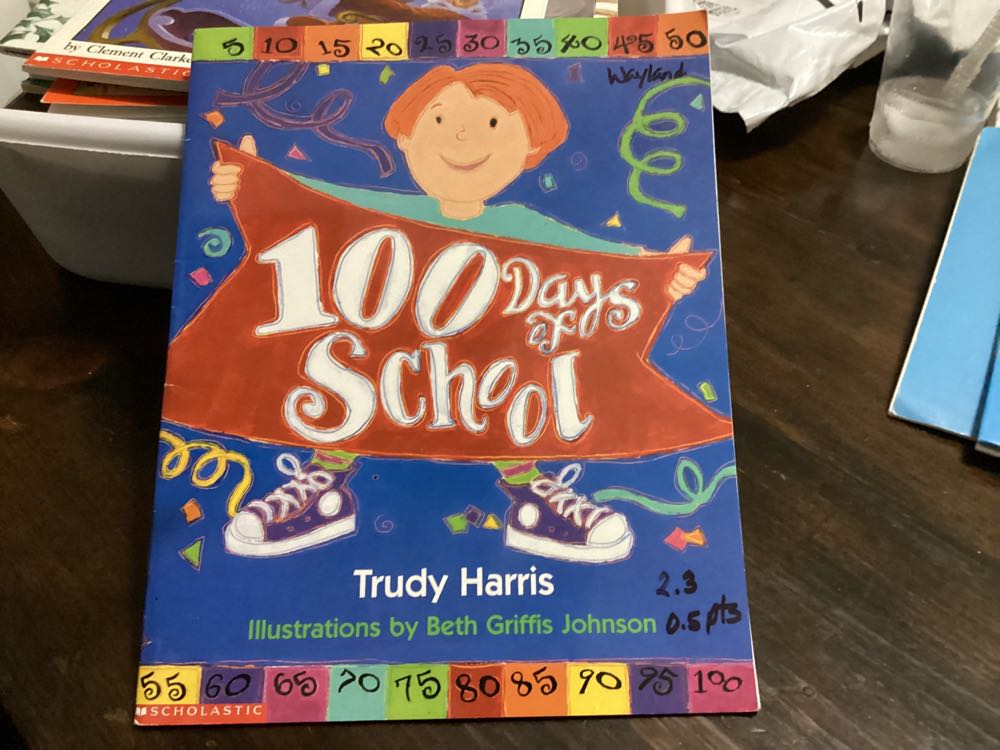 by Clement Clarke
SCHOLASTIC
5 10 15 20 25 30 35 40 45 50
Wayland
100 Days
of
School
Trudy Harris
2.3
Illustrations by Beth Griffis Johnson
0.5 pts
55 60 65 70 75 80 85 90 95 100
SCHOLASTIC